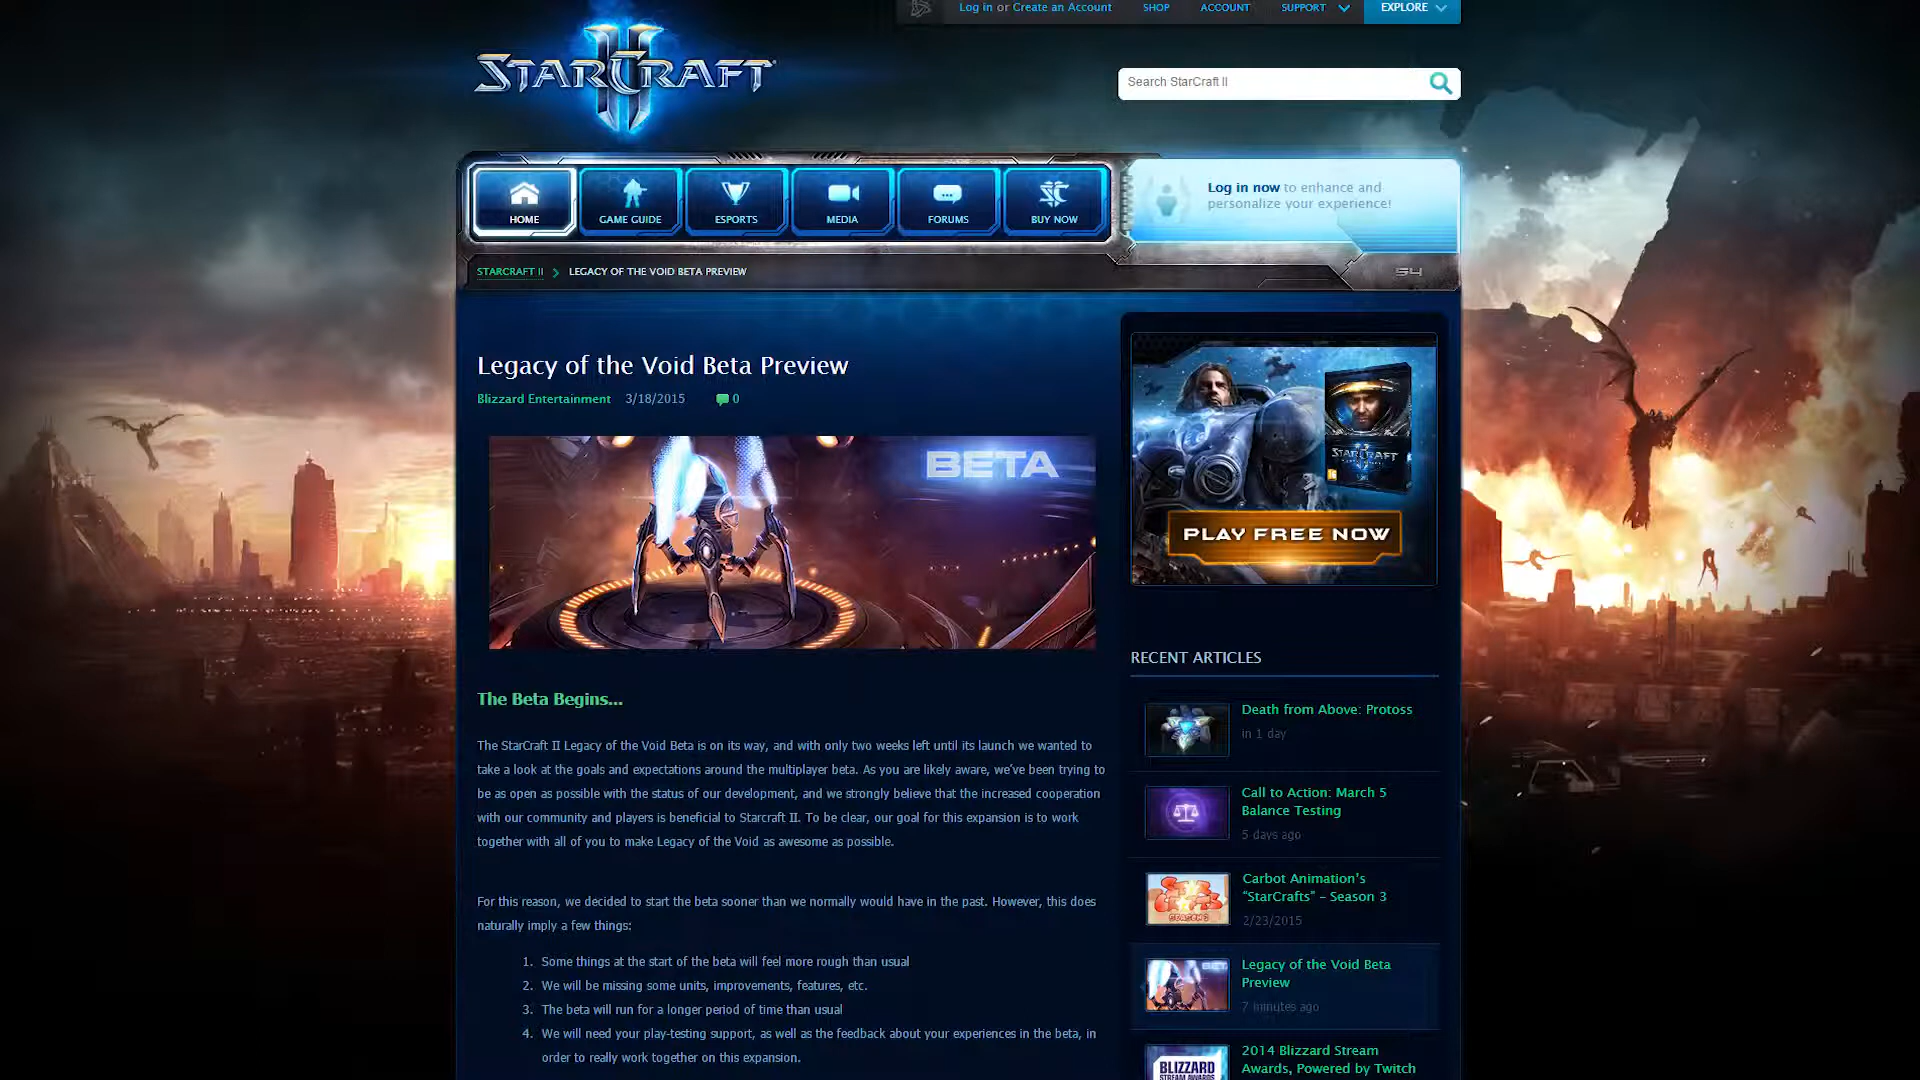 Log in or Create an Account
SHOP
ACCOUNT
SUPPORT
EXPLORE
STARCRAFT II
Search StarCraft II
HOME
GAME GUIDE
ESPORTS
MEDIA
FORUMS
BUY NOW
Log in now to enhance and
personalize your experience!
STARCRAFT II
LEGACY OF THE VOID BETA PREVIEW
54
Legacy of the Void Beta Preview
Blizzard Entertainment 3/18/2015 0
BETA
The Beta Begins...
The StarCraft II Legacy of the Void Beta is on its way, and with only two weeks left until its launch we wanted to
take a look at the goals and expectations around the multiplayer beta. As you are likely aware, we've been trying to
be as open as possible with the status of our development, and we strongly believe that the increased cooperation
with our community and players is beneficial to Starcraft II. To be clear, our goal for this expansion is to work
together with all of you to make Legacy of the Void as awesome as possible.
For this reason, we decided to start the beta sooner than we normally would have in the past. However, this does
naturally imply a few things:
1. Some things at the start of the beta will feel more rough than usual
2. We will be missing some units, improvements, features, etc.
3. The beta will run for a longer period of time than usual
4. We will need your play-testing support, as well as the feedback about your experiences in the beta, in
order to really work together on this expansion.
STARCRAFT
PLAY FREE NOW
RECENT ARTICLES
Death from Above: Protoss
in 1 day
Call to Action: March 5
Balance Testing
5 days ago
STAR CRAFTS
SEASON 3
Carbot Animation's
"StarCrafts" – Season 3
2/23/2015
Legacy of the Void Beta
Preview
7 minutes ago
BLIZZARD
STREAM AWARDS
2014 Blizzard Stream
Awards, Powered by Twitch